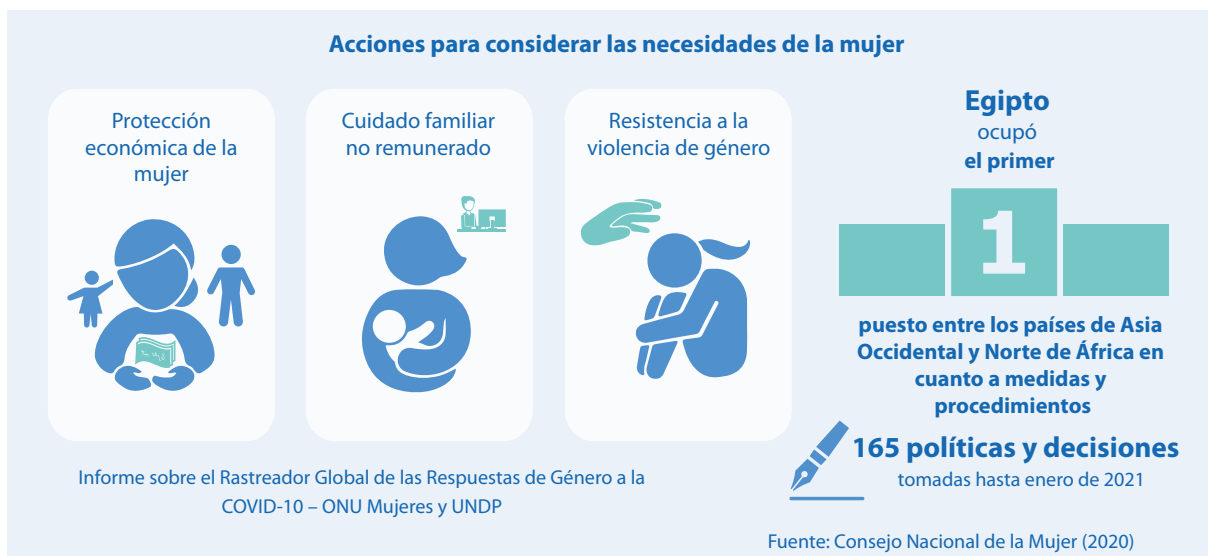 Acciones para considerar las necesidades de la mujer
Protección
económica de la
mujer
Cuidado familiar
no remunerado
Resistencia a la
violencia de género
Informe sobre el Rastreador Global de las Respuestas de Género a la
COVID-10 – ONU Mujeres y UNDP
Egipto
ocupó
el primer
1
puesto entre los países de Asia
Occidental y Norte de África en
cuanto a medidas y
procedimientos
165 políticas y decisiones
tomadas hasta enero de 2021
Fuente: Consejo Nacional de la Mujer (2020)